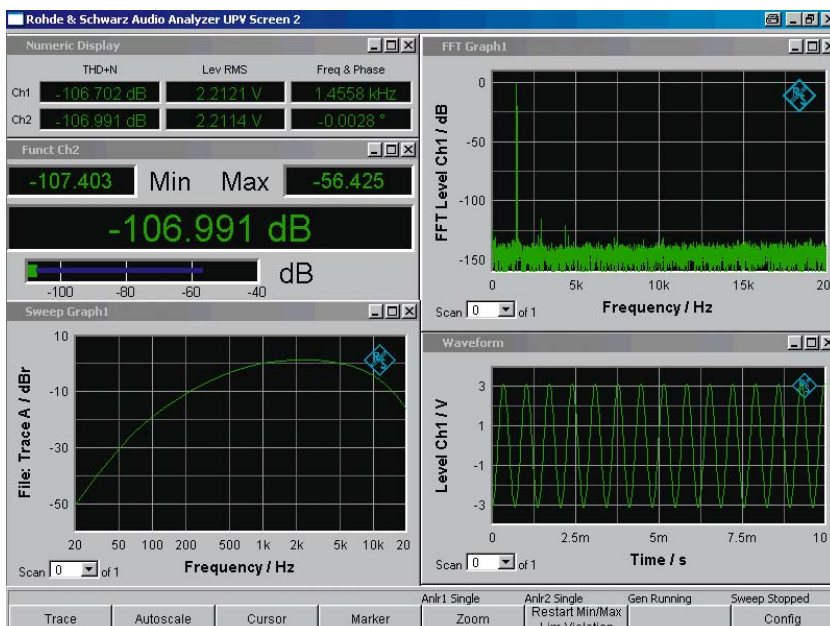 Rohde & Schwarz Audio Analyzer UPV Screen 2
Numeric Display
THD+N Lev RMS Freq & Phase
Ch1 -106.702 dB 2.2121 V 1.4558 kHz
Ch2 -106.991 dB 2.2114 V -0.0028 °
Funct Ch2
-107.403 Min Max -56.425
-106.991 dB
dB
-100 -80 -60 -40
Sweep Graph1
File: Trace A / dBr
10
-10
-30
-50
20 50 100 200 500 1k 2k 5k 10k 20
Scan 0 of 1 Frequency / Hz
FFT Graph1
FFT Level Ch1 / dB
0
-50
-100
-150
0 5k 10k 15k 20
Scan 0 of 1 Frequency / Hz
Waveform
Level Ch1 / V
3
1
-1
-3
0 2.5m 5m 7.5m 10
Scan 0 of 1 Time / s
Anlr1 Single Anlr2 Single Gen Running Sweep Stopped
Trace Autoscale Cursor Marker Zoom Restart Min/Max Config